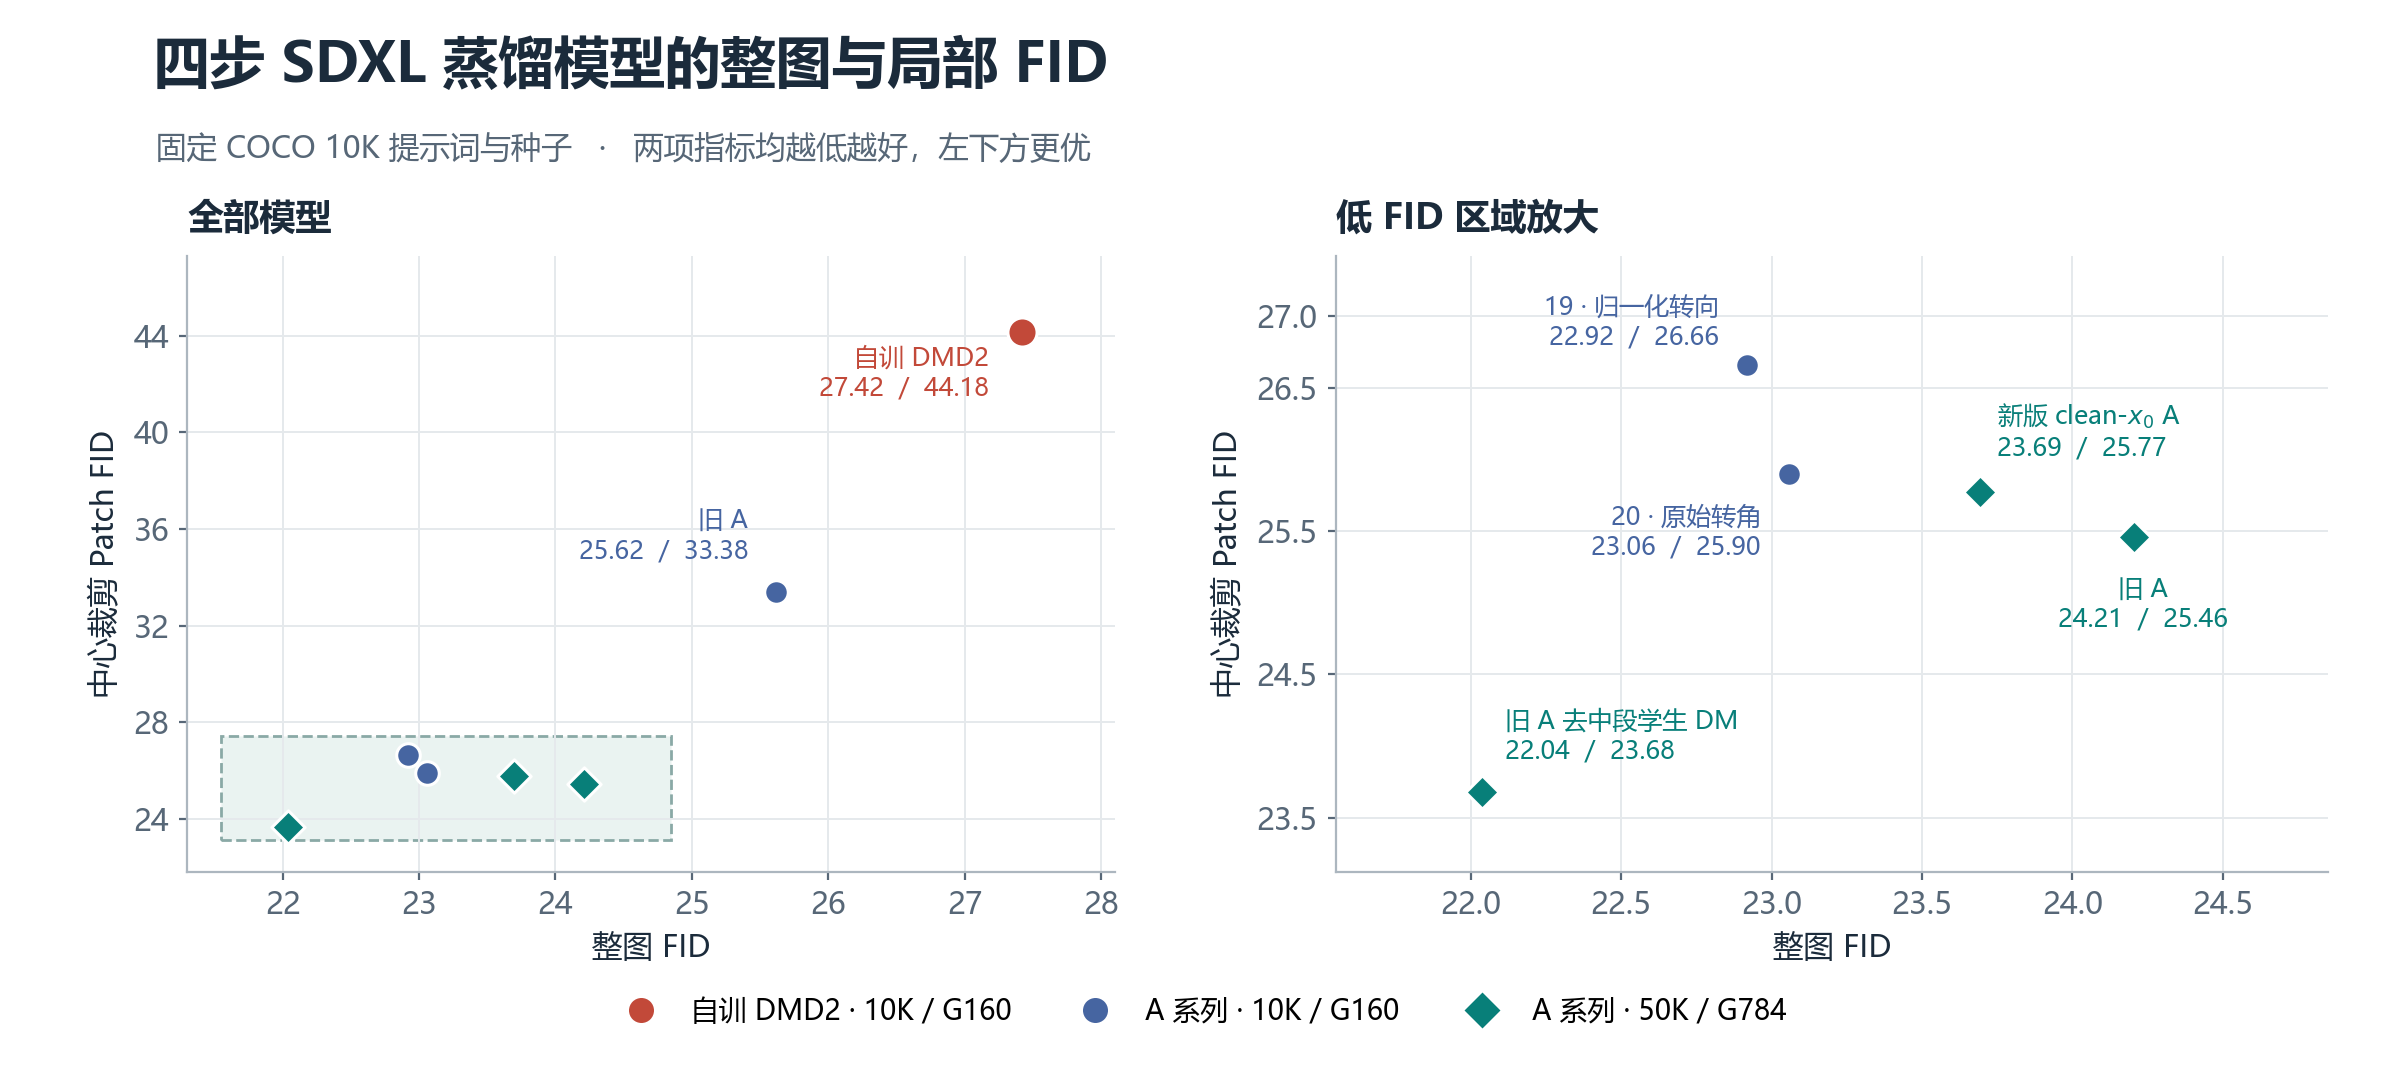 四步 SDXL 蒸馏模型的整图与局部 FID
固定 COCO 10K 提示词与种子 · 两项指标均越低越好，左下方更优
全部模型
中心裁剪 Patch FID
44
40
36
32
28
24
自训 DMD2
27.42 / 44.18
旧 A
25.62 / 33.38
22 23 24 25 26 27 28
整图 FID
低 FID 区域放大
中心裁剪 Patch FID
27.0
26.5
25.5
24.5
23.5
19 · 归一化转向
22.92 / 26.66
新版 clean-x₀ A
23.69 / 25.77
20 · 原始转角
23.06 / 25.90
旧 A
24.21 / 25.46
旧 A 去中段学生 DM
22.04 / 23.68
22.0 22.5 23.0 23.5 24.0 24.5
整图 FID
自训 DMD2 · 10K / G160
A 系列 · 10K / G160
A 系列 · 50K / G784